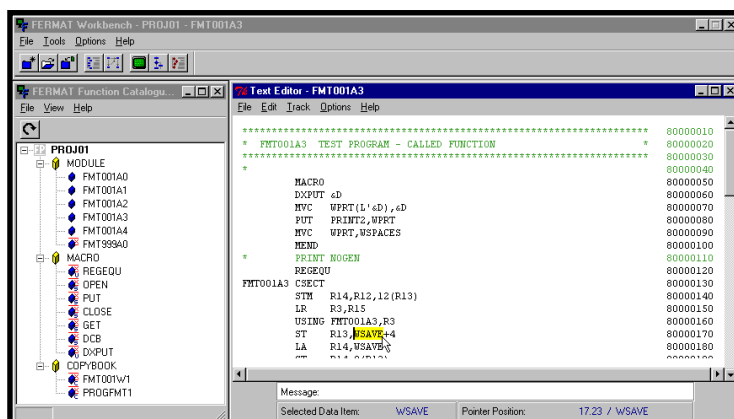 FERMAT Workbench - PROJ01 - FMT001A3
File Tools Options Help
FERMAT Function Catalogu...
File View Help
PROJ01
MODULE
FMT001A0
FMT001A1
FMT001A2
FMT001A3
FMT001A4
FMT999A0
MACRO
REGEQU
OPEN
PUT
CLOSE
GET
DCB
DXPUT
COPYBOOK
FMT001W1
PROGFMT1
Text Editor - FMT001A3
File Edit Track Options Help
************************************************************************ 80000010
* FMT001A3 TEST PROGRAM - CALLED FUNCTION * 80000020
************************************************************************ 80000030
* 80000040
MACRO 80000050
DXPUT &D 80000060
MVC WPRT(L'&D),&D 80000070
PUT PRINT2,WPRT 80000080
MVC WPRT,WSPACES 80000090
MEND 80000100
* PRINT NOGEN 80000110
REGEQU 80000120
FMT001A3 CSECT 80000130
STM R14,R12,12(R13) 80000140
LR R3,R15 80000150
USING FMT001A3,R3 80000160
ST R13,WSAVE+4 80000170
LA R14,WSAVE 80000180
Message:
Selected Data Item: WSAVE Pointer Position: 17.23 / WSAVE